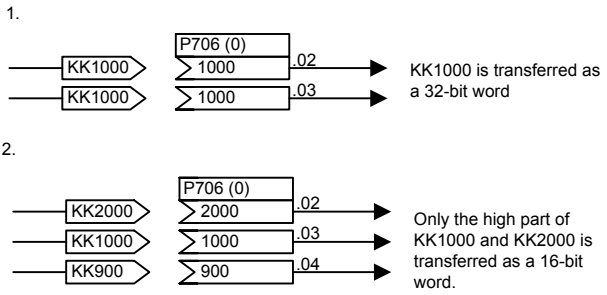 1.
P706 (0)
KK1000 1000 .02
KK1000 1000 .03
KK1000 is transferred as
a 32-bit word
2.
P706 (0)
KK2000 2000 .02
KK1000 1000 .03
KK900 900 .04
Only the high part of
KK1000 and KK2000 is
transferred as a 16-bit
word.